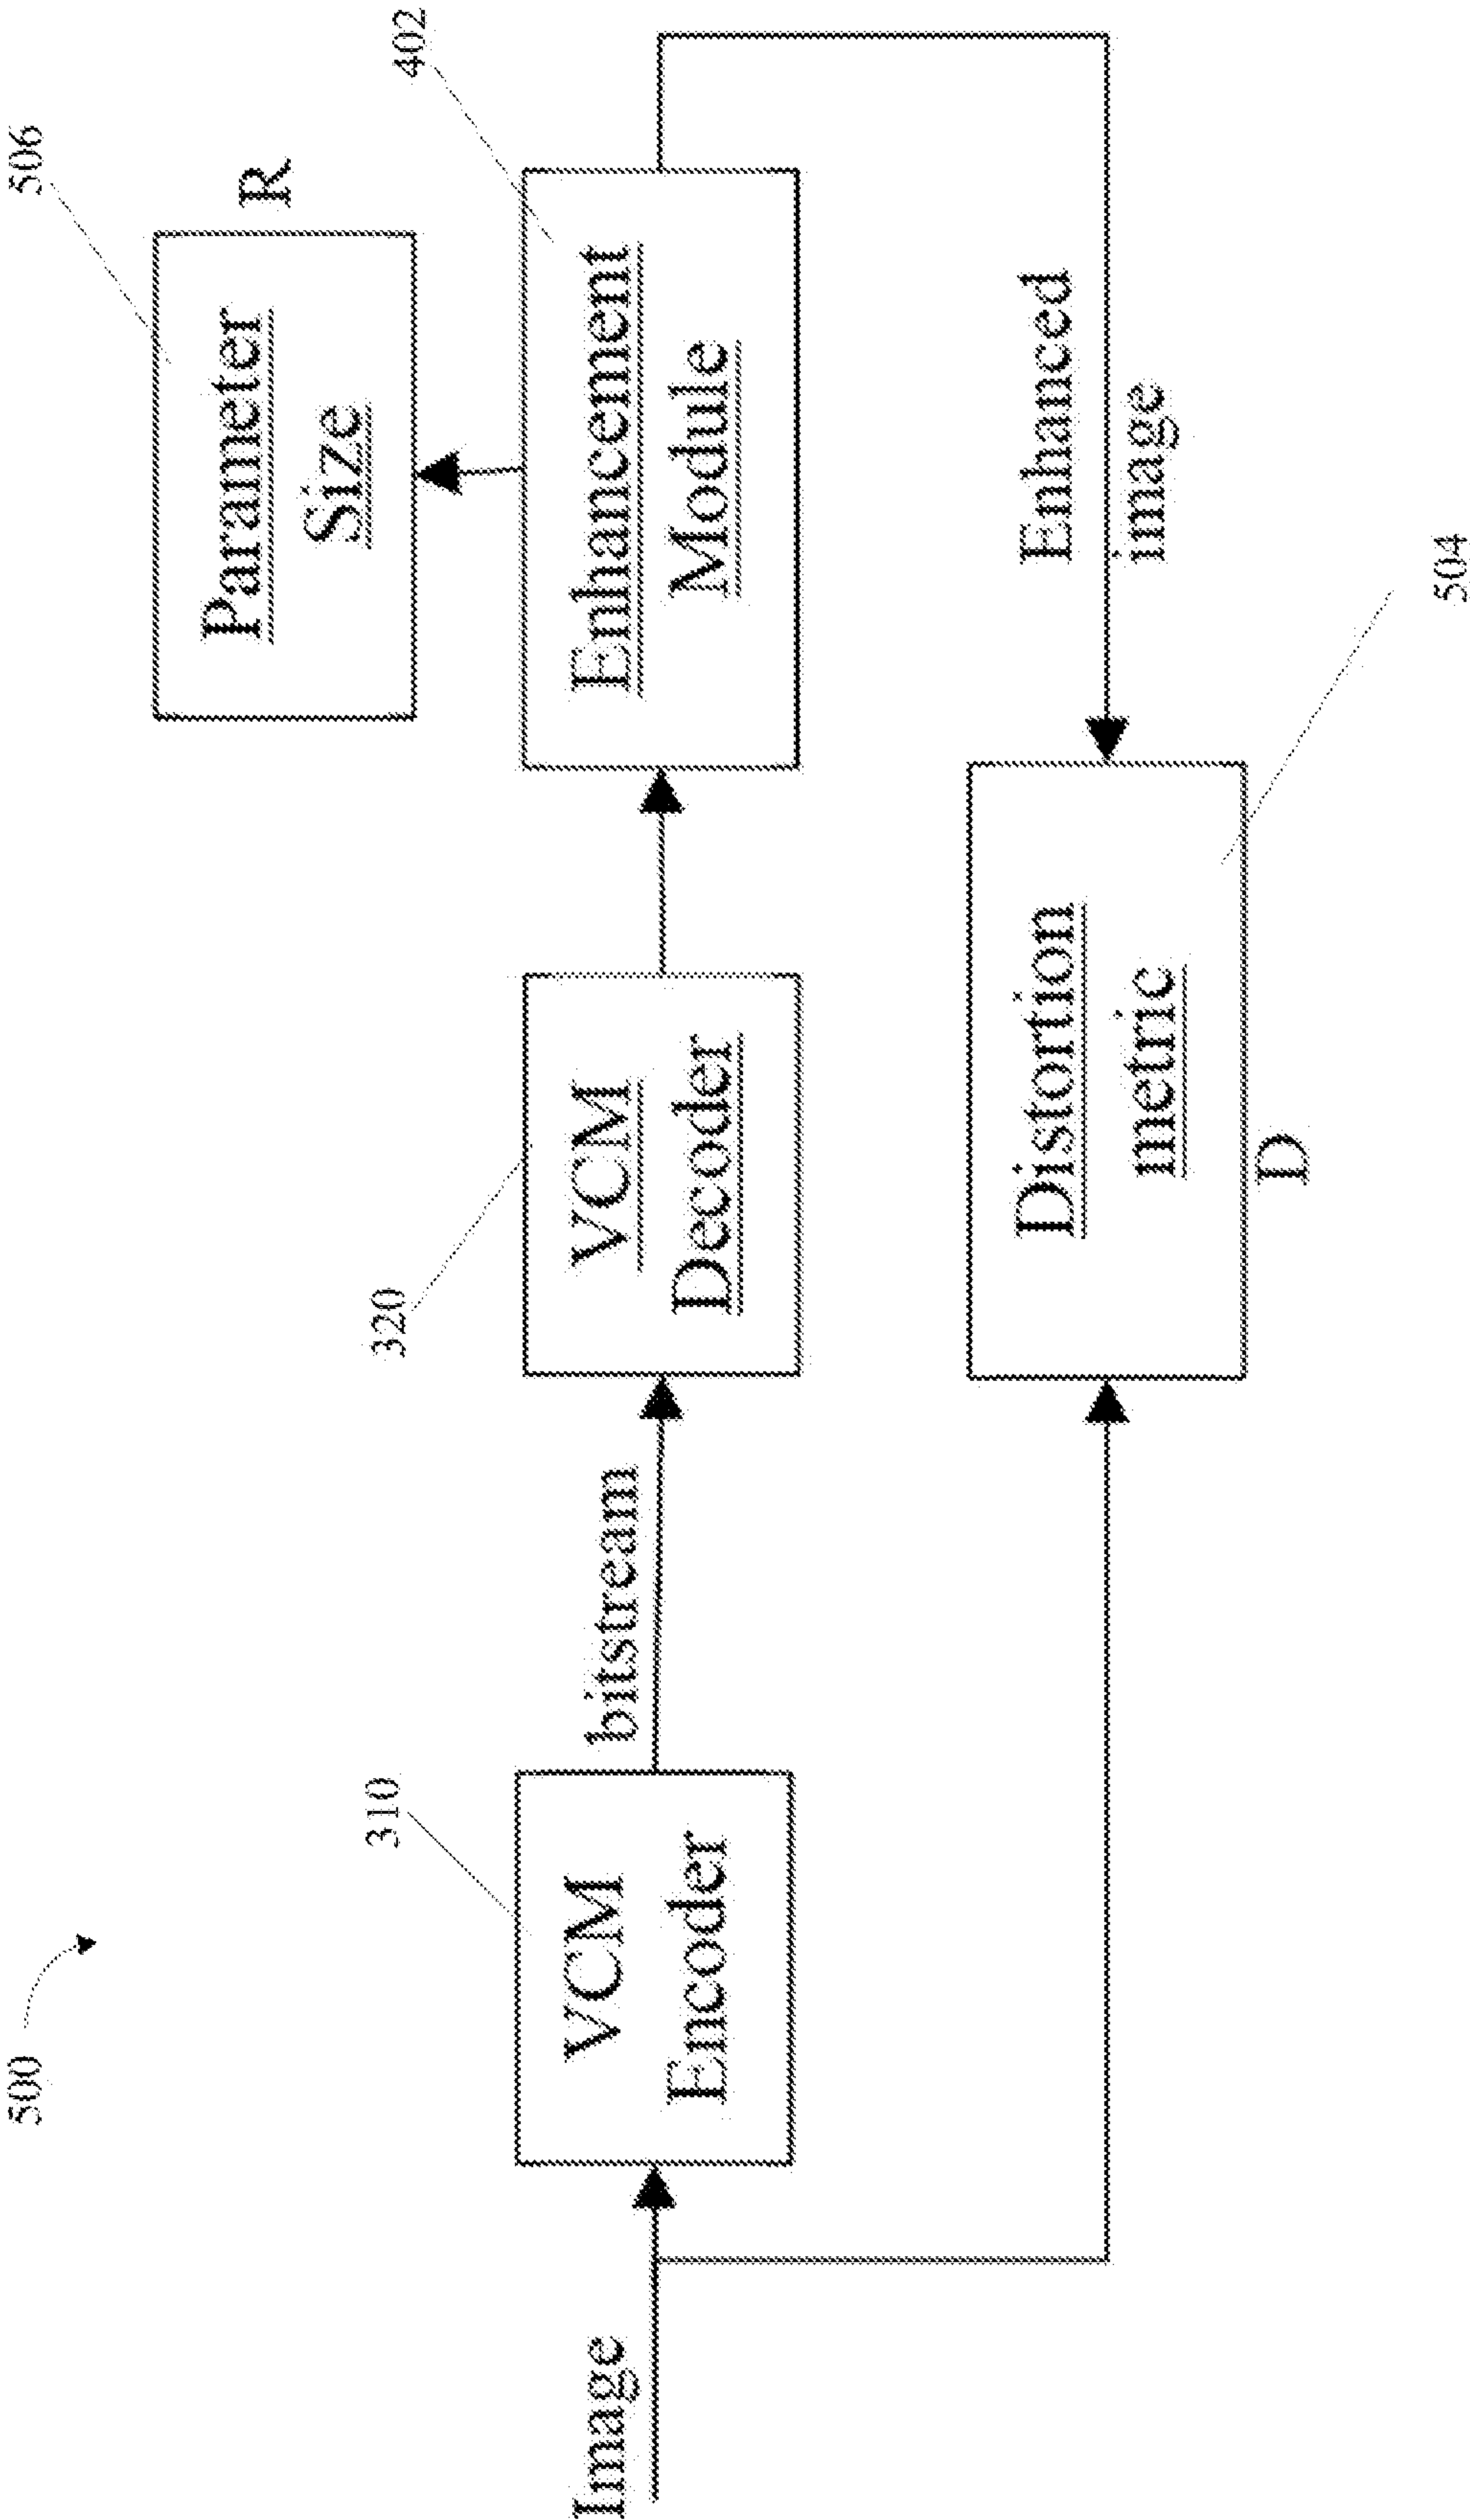 500
506
Parameter
Size
R
402
Enhancement
Module
320
VCM
Decoder
310
VCM
Encoder
bitstream
Image
Enhanced
image
Distortion
metric
D
504